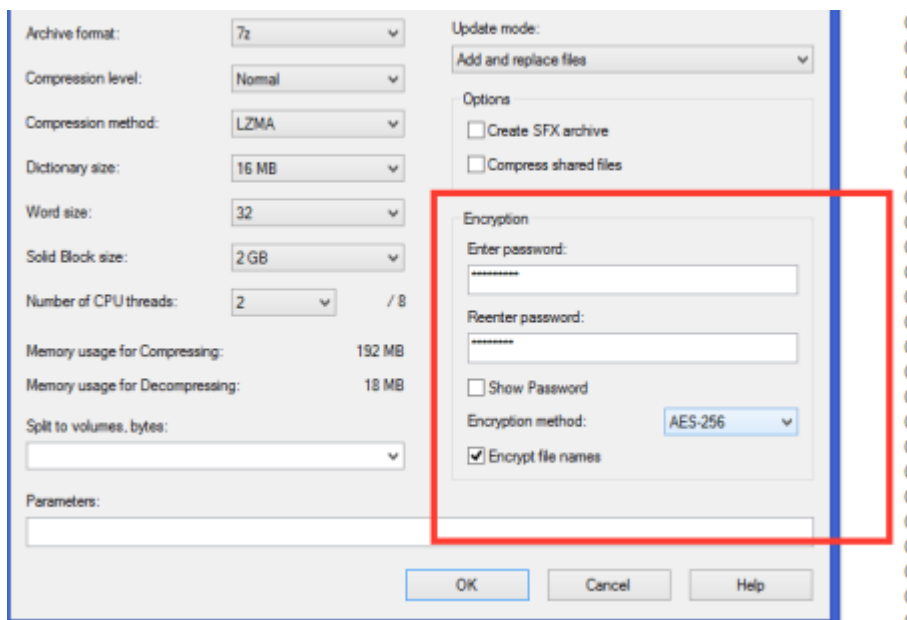 Archive format: 7z
Compression level: Normal
Compression method: LZMA
Dictionary size: 16 MB
Word size: 32
Solid Block size: 2 GB
Number of CPU threads: 2 / 8
Memory usage for Compressing: 192 MB
Memory usage for Decompressing: 18 MB
Split to volumes, bytes:
Parameters:
Update mode:
Add and replace files
Options
Create SFX archive
Compress shared files
Encryption
Enter password:
*********
Reenter password:
********
Show Password
Encryption method: AES-256
Encrypt file names
OK Cancel Help